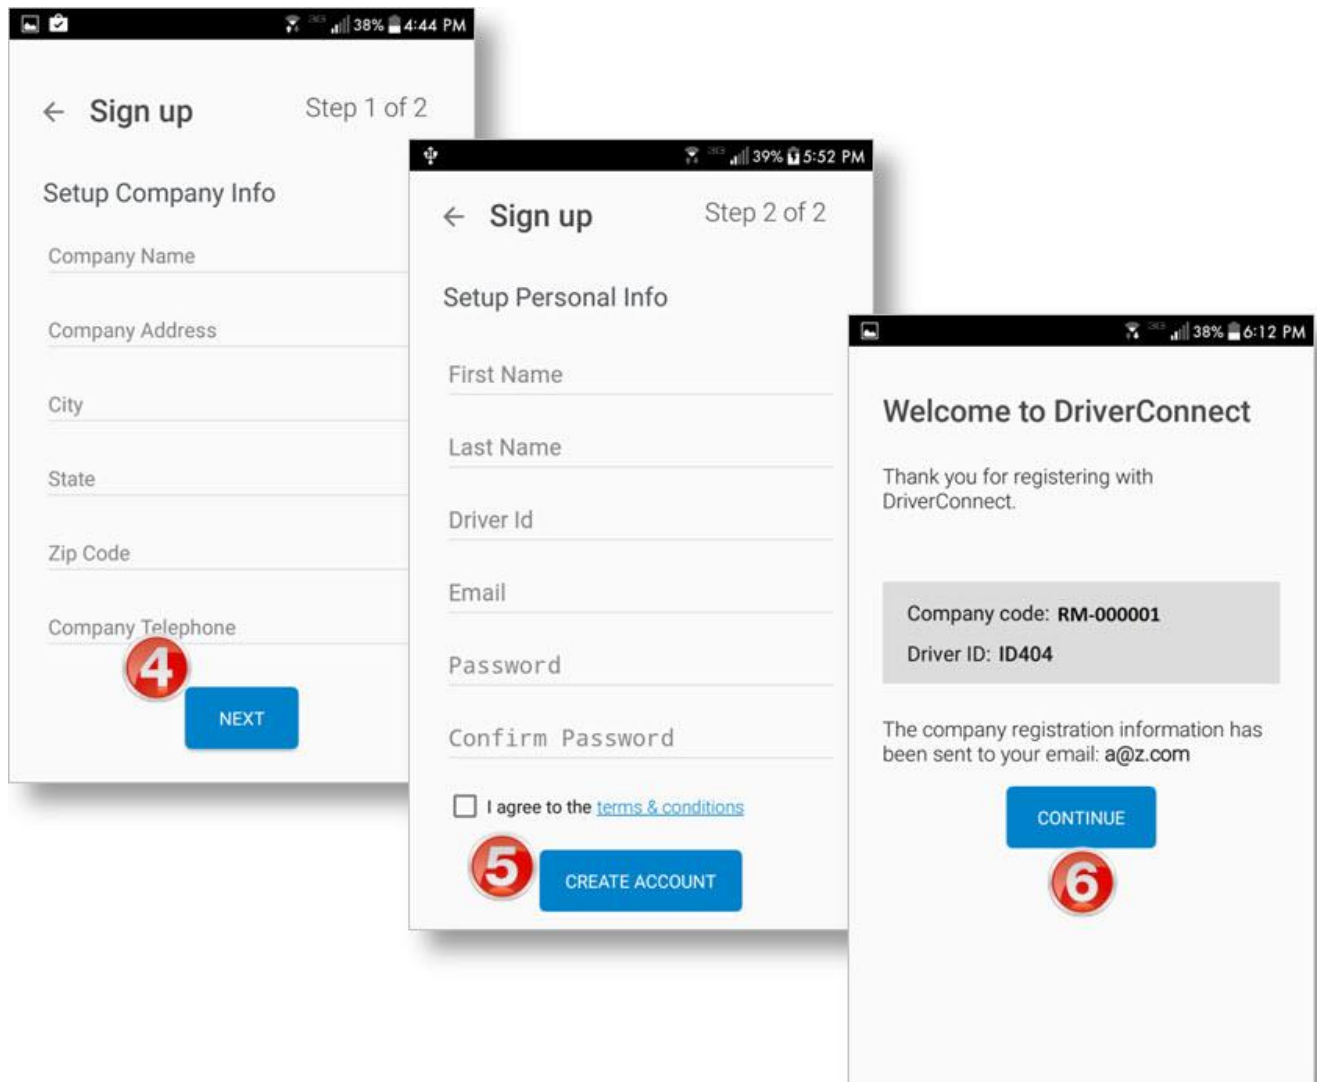 3G 38% 4:44 PM
Sign up Step 1 of 2
Setup Company Info
Company Name
Company Address
City
State
Zip Code
Company Telephone
4
NEXT
3G 39% 5:52 PM
Sign up Step 2 of 2
Setup Personal Info
First Name
Last Name
Driver Id
Email
Password
Confirm Password
I agree to the terms & conditions
5
CREATE ACCOUNT
3G 38% 6:12 PM
Welcome to DriverConnect
Thank you for registering with
DriverConnect.
Company code: RM-000001
Driver ID: ID404
The company registration information has
been sent to your email: a@z.com
CONTINUE
6